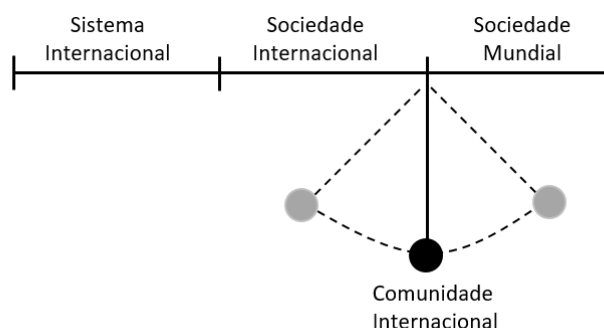 Sistema
Internacional
Sociedade
Internacional
Sociedade
Mundial
Comunidade
Internacional